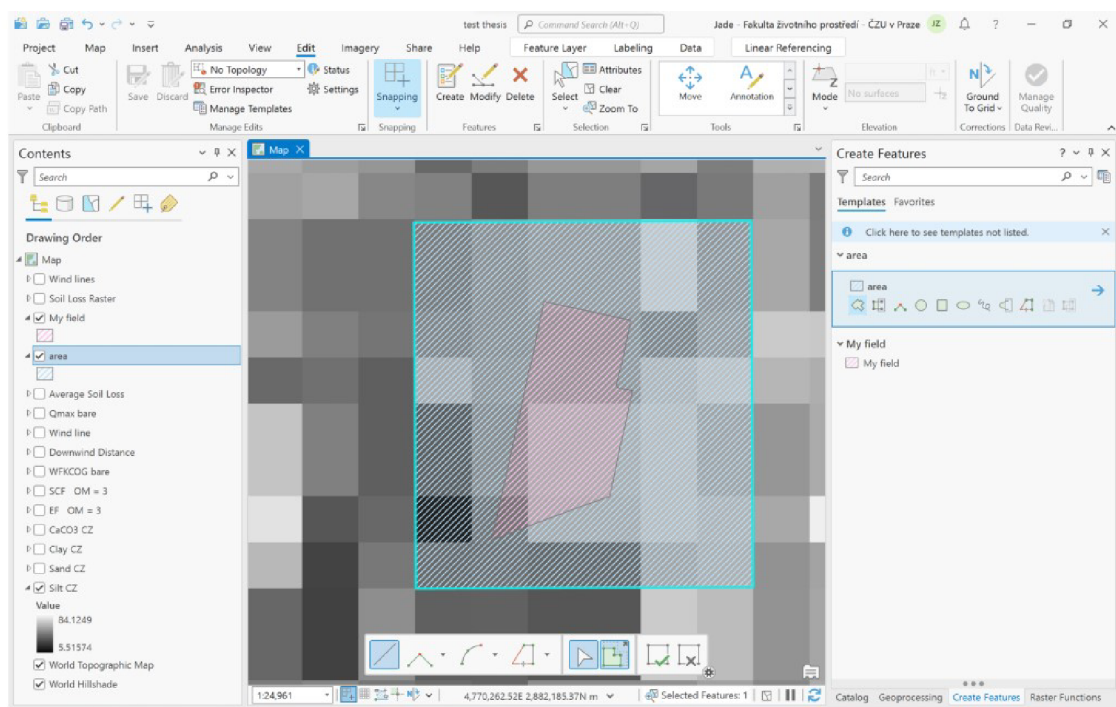 test thesis
Command Search (Alt+Q)
Jade - Fakulta životního prostředí - ČZU v Praze
JZ
?
Project Map Insert Analysis View Edit Imagery Share Help Feature Layer Labeling Data Linear Referencing
Paste
Cut
Copy
Copy Path
Clipboard
Save
Discard
No Topology
Error Inspector
Manage Templates
Status
Settings
Manage Edits
Snapping
Snapping
Create
Modify
Delete
Features
Select
Attributes
Clear
Zoom To
Selection
Move
Annotation
Tools
Mode
No surfaces
Elevation
Ground To Grid
Corrections
Manage Quality
Data Revi...
Contents
Search
Drawing Order
Map
Wind lines
Soil Loss Raster
My field
area
Average Soil Loss
Qmax bare
Wind line
Downwind Distance
WFKCOG bare
SCF OM = 3
EF OM = 3
CaCO3 CZ
Clay CZ
Sand CZ
Silt CZ
Value
84.1249
5.51574
World Topographic Map
World Hillshade
Map
1:24,961
4,770,262.52E 2,882,185.37N m
Selected Features: 1
Create Features
?
Search
Templates Favorites
Click here to see templates not listed.
area
area
My field
My field
Catalog Geoprocessing Create Features Raster Functions